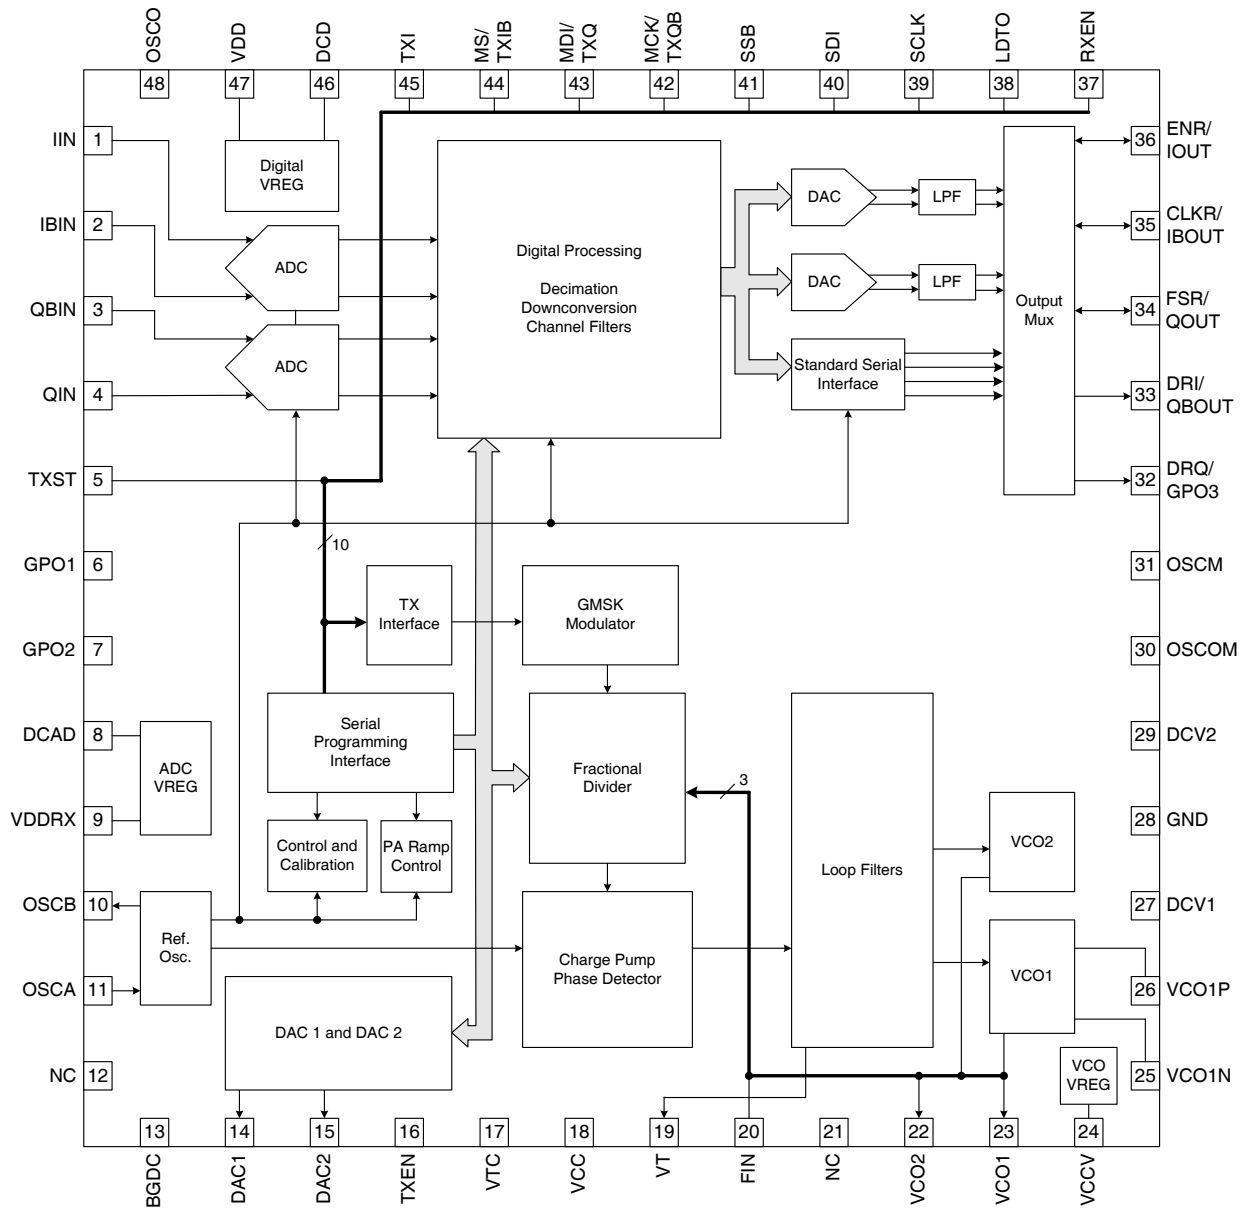 OSCO
VDD
DCD
TXI
MS/
TXIB
MDI/
TXQ
MCK/
TXQB
SSB
SDI
SCLK
LDTO
RXEN
48
47
46
45
44
43
42
41
40
39
38
37
IIN
1
IBIN
2
QBIN
3
QIN
4
TXST
5
GPO1
6
GPO2
7
DCAD
8
VDDRX
9
OSCB
10
OSCA
11
NC
12
Digital
VREG
ADC
ADC
Digital Processing
Decimation
Downconversion
Channel Filters
DAC
LPF
DAC
LPF
Standard Serial
Interface
Output
Mux
36
ENR/
IOUT
35
CLKR/
IBOUT
34
FSR/
QOUT
33
DRI/
QBOUT
32
DRQ/
GPO3
31
OSCM
30
OSCOM
29
DCV2
28
GND
27
DCV1
26
VCO1P
25
VCO1N
10
TX
Interface
GMSK
Modulator
Serial
Programming
Interface
ADC
VREG
Fractional
Divider
3
Control and
Calibration
PA Ramp
Control
Loop Filters
VCO2
Ref.
Osc.
Charge Pump
Phase Detector
VCO1
DAC 1 and DAC 2
VCO
VREG
13
14
15
16
17
18
19
20
21
22
23
24
BGDC
DAC1
DAC2
TXEN
VTC
VCC
VT
FIN
NC
VCO2
VCO1
VCCV